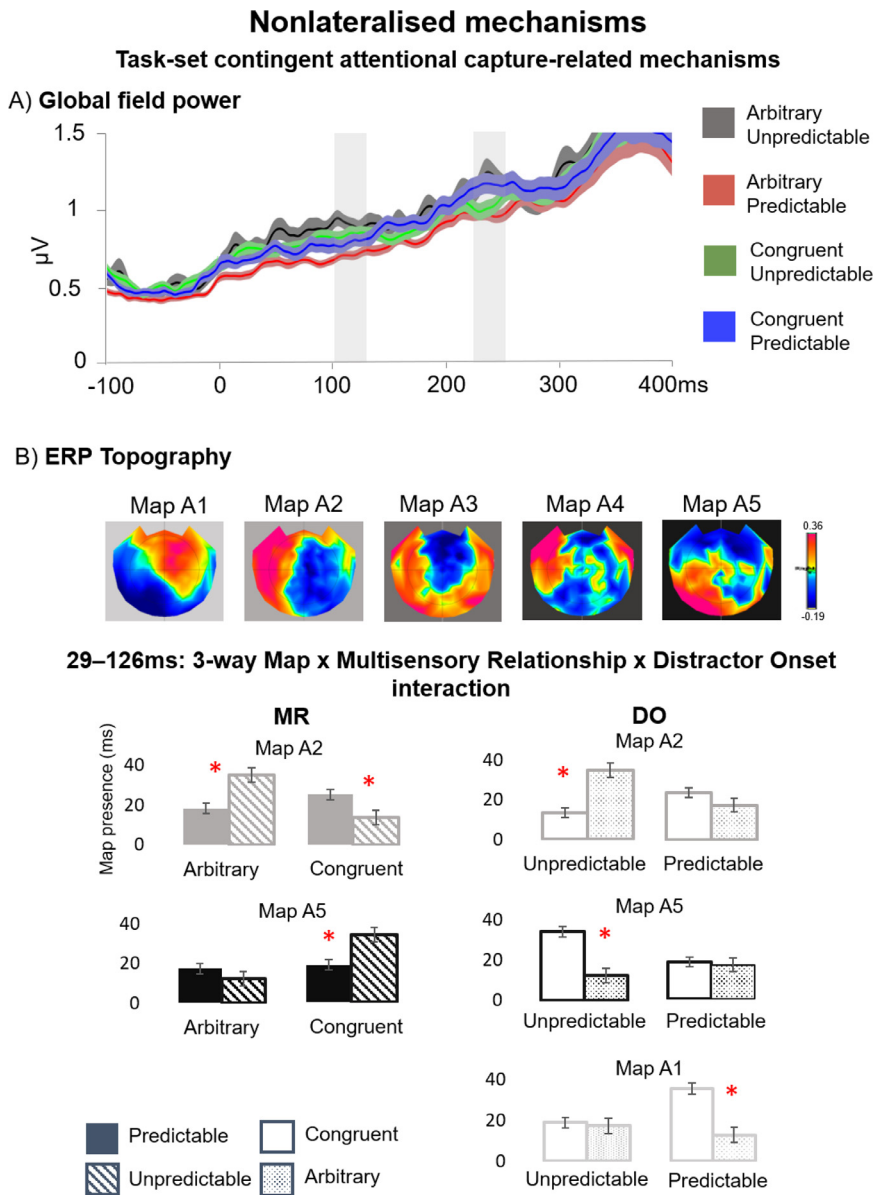 Nonlateralised mechanisms
Task-set contingent attentional capture-related mechanisms
A) Global field power
1.5
1
0.5
0
µV
-100
0
100
200
300
400ms
Arbitrary
Unpredictable
Arbitrary
Predictable
Congruent
Unpredictable
Congruent
Predictable
B) ERP Topography
Map A1
Map A2
Map A3
Map A4
Map A5
0.36
-0.19
29–126ms: 3-way Map x Multisensory Relationship x Distractor Onset
interaction
MR
DO
Map presence (ms)
Map A2
40
20
0
*
*
Arbitrary
Congruent
Map A2
40
20
0
*
Unpredictable
Predictable
Map A5
40
20
0
*
Arbitrary
Congruent
Map A5
40
20
0
*
Unpredictable
Predictable
Map A1
40
20
0
*
Unpredictable
Predictable
Predictable
Congruent
Unpredictable
Arbitrary